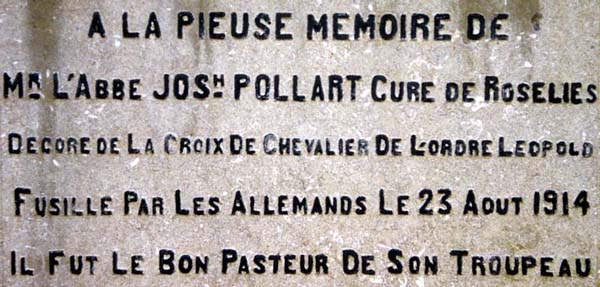 A LA PIEUSE MEMOIRE DE
MR L'ABBE JOSH POLLART CURE DE ROSELIES
DECORE DE LA CROIX DE CHEVALIER DE L'ORDRE LEOPOLD
FUSILLE PAR LES ALLEMANDS LE 23 AOUT 1914
IL FUT LE BON PASTEUR DE SON TROUPEAU